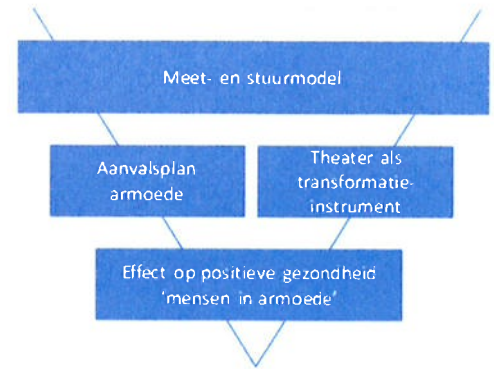 Meet- en stuurmodel
Aanvalsplan
armoede
Theater als
transformatie-
instrument
Effect op positieve gezondheid
'mensen in armoede'